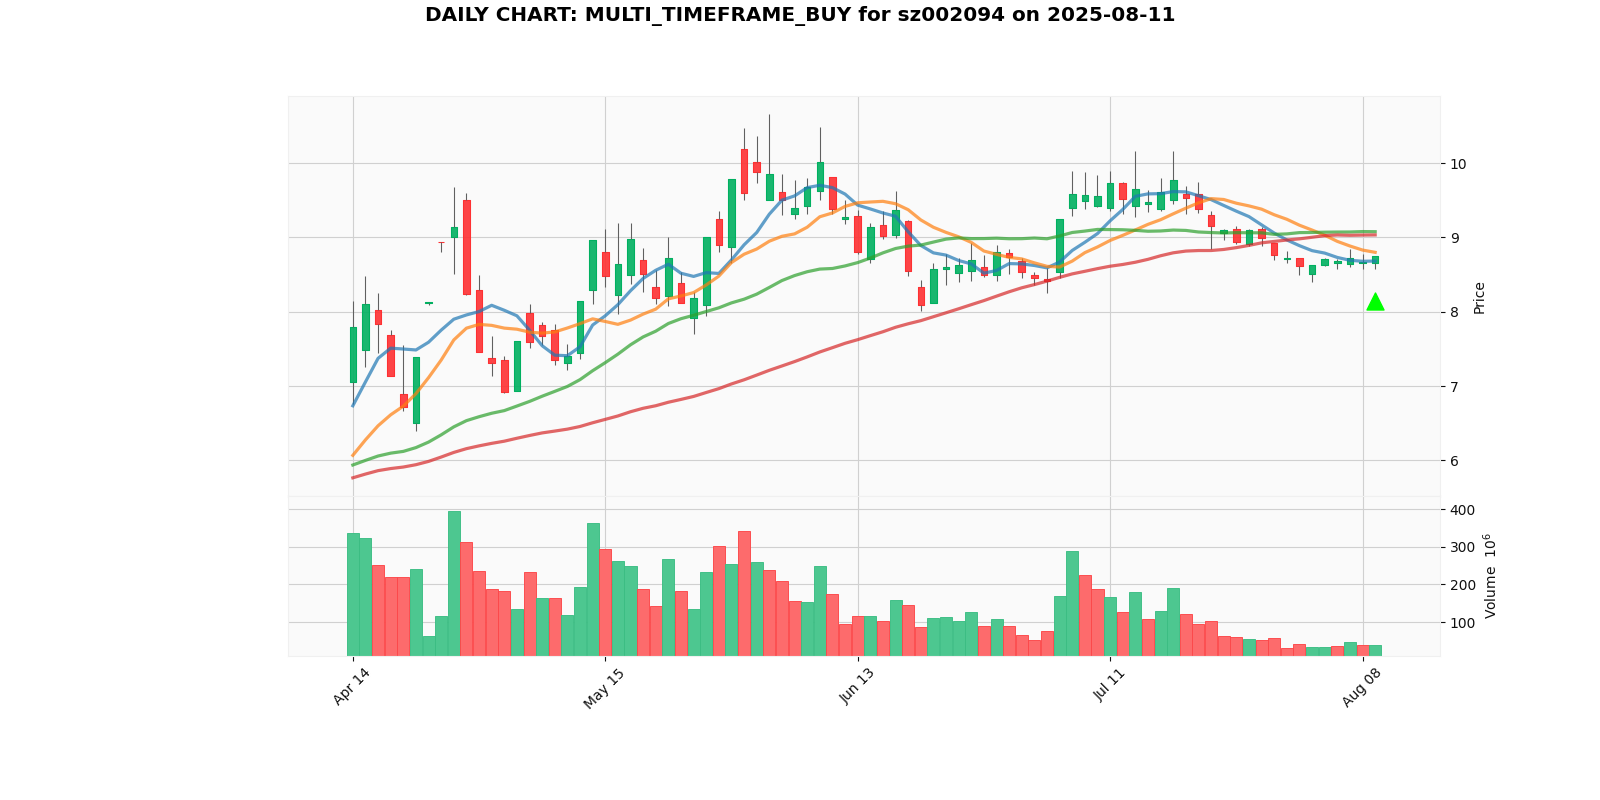 DAILY CHART: MULTI_TIMEFRAME_BUY for sz002094 on 2025-08-11
10
9
8
7
6
Price
400
300
200
100
Volume 10⁶
Apr 14
May 15
Jun 13
Jul 11
Aug 08